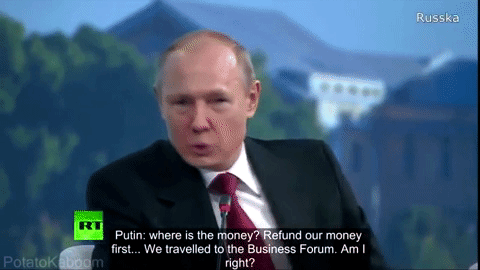 Russka
RT
Putin: where is the money? Refund our money
first... We travelled to the Business Forum. Am I
right?
PotatoKaboom